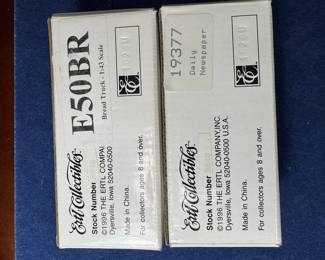 E50BR
Bread Truck - 1:43 Scale
Ertl Collectibles
Stock Number
©1996 THE ERTL COMPA
Dyersville, Iowa 52040-0500
Made in China.
For collectors ages 8 and over.
19377
Daily
Newspaper
Ertl Collectibles
Stock Number
©1996 THE ERTL COMPANY, INC.
Dyersville, Iowa 52040-0500 U.S.A.
Made in China.
For collectors ages 8 and over.